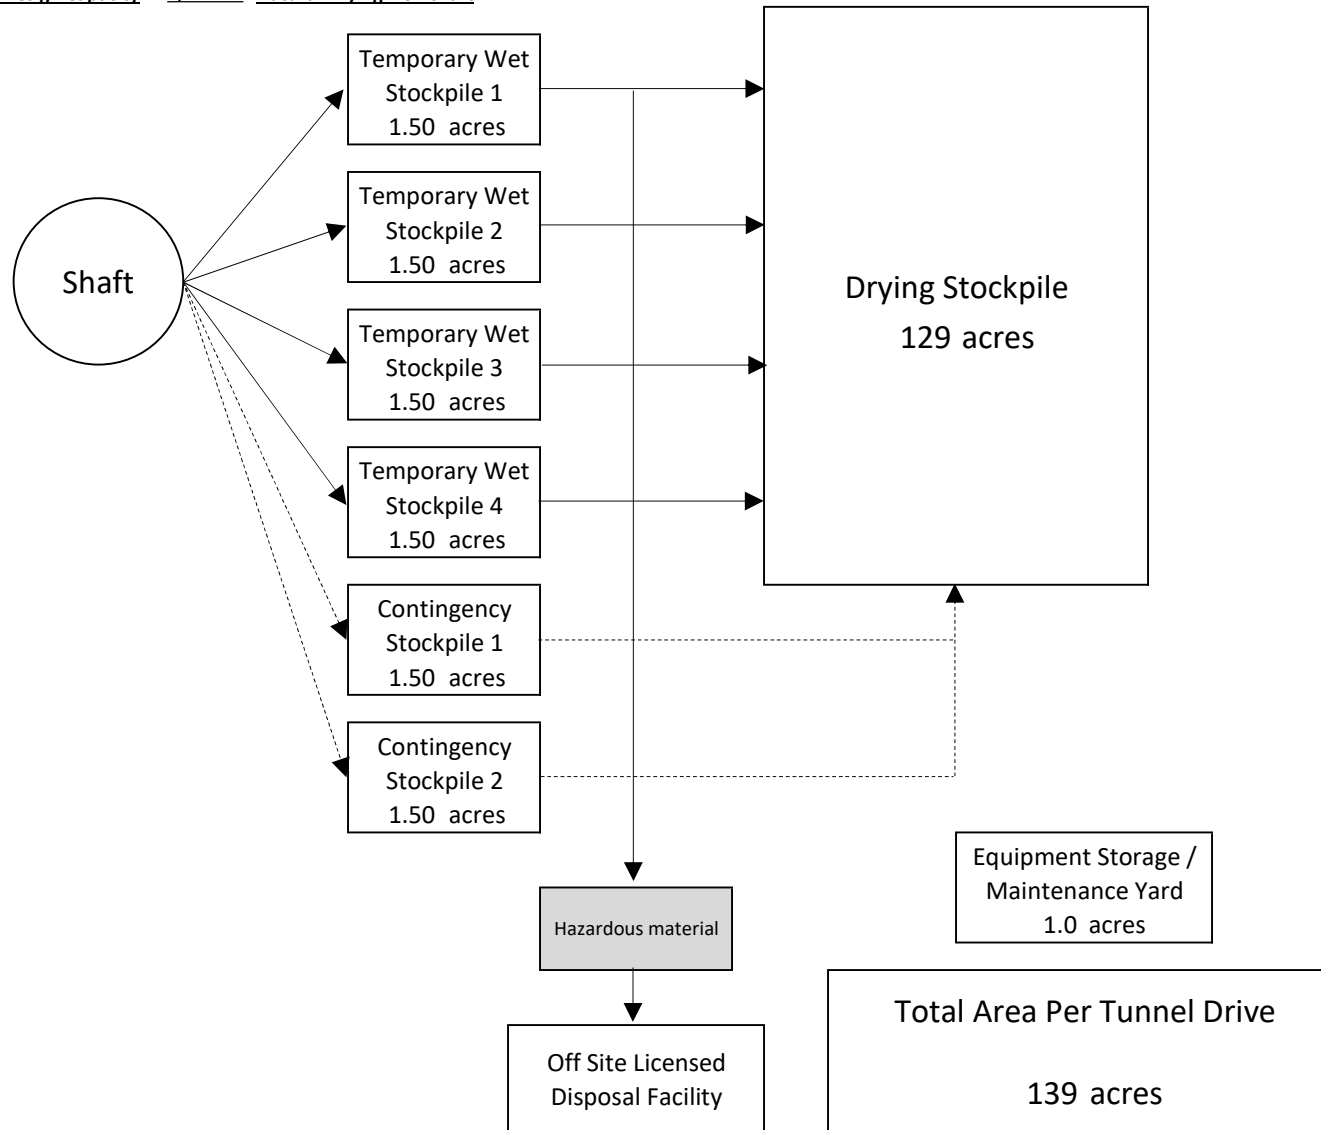 Shaft
Temporary Wet
Stockpile 1
1.50 acres
Temporary Wet
Stockpile 2
1.50 acres
Temporary Wet
Stockpile 3
1.50 acres
Temporary Wet
Stockpile 4
1.50 acres
Contingency
Stockpile 1
1.50 acres
Contingency
Stockpile 2
1.50 acres
Drying Stockpile
129 acres
Hazardous material
Off Site Licensed
Disposal Facility
Equipment Storage /
Maintenance Yard
1.0 acres
Total Area Per Tunnel Drive
139 acres